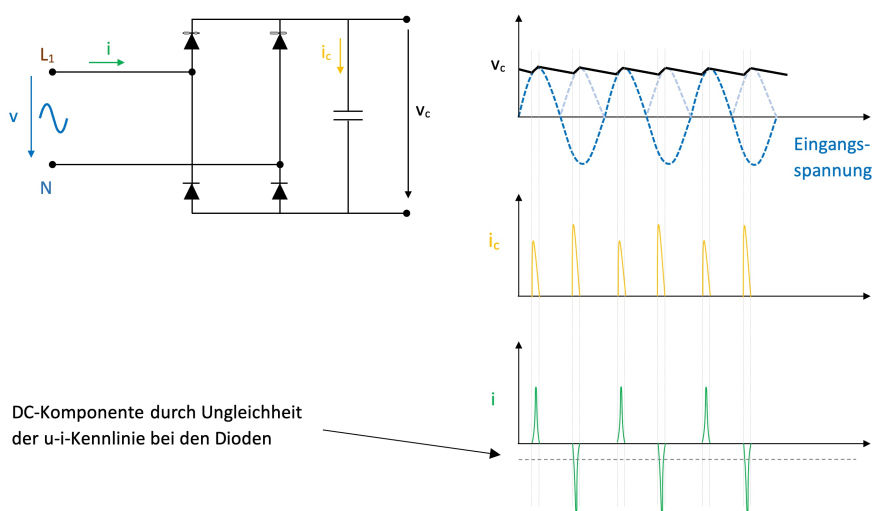 L1
i
v
N
ic
vc
vc
Eingangs-
spannung
ic
i
DC-Komponente durch Ungleichheit
der u-i-Kennlinie bei den Dioden